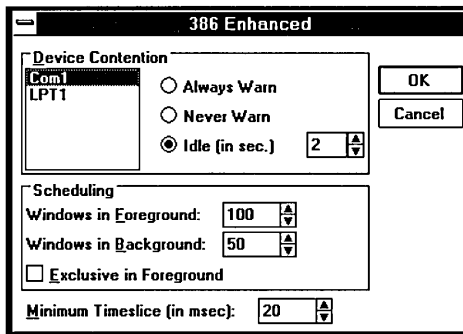 386 Enhanced
Device Contention
Com1
LPT1
Always Warn
Never Warn
Idle (in sec.) 2
OK
Cancel
Scheduling
Windows in Foreground: 100
Windows in Background: 50
Exclusive in Foreground
Minimum Timeslice (in msec): 20